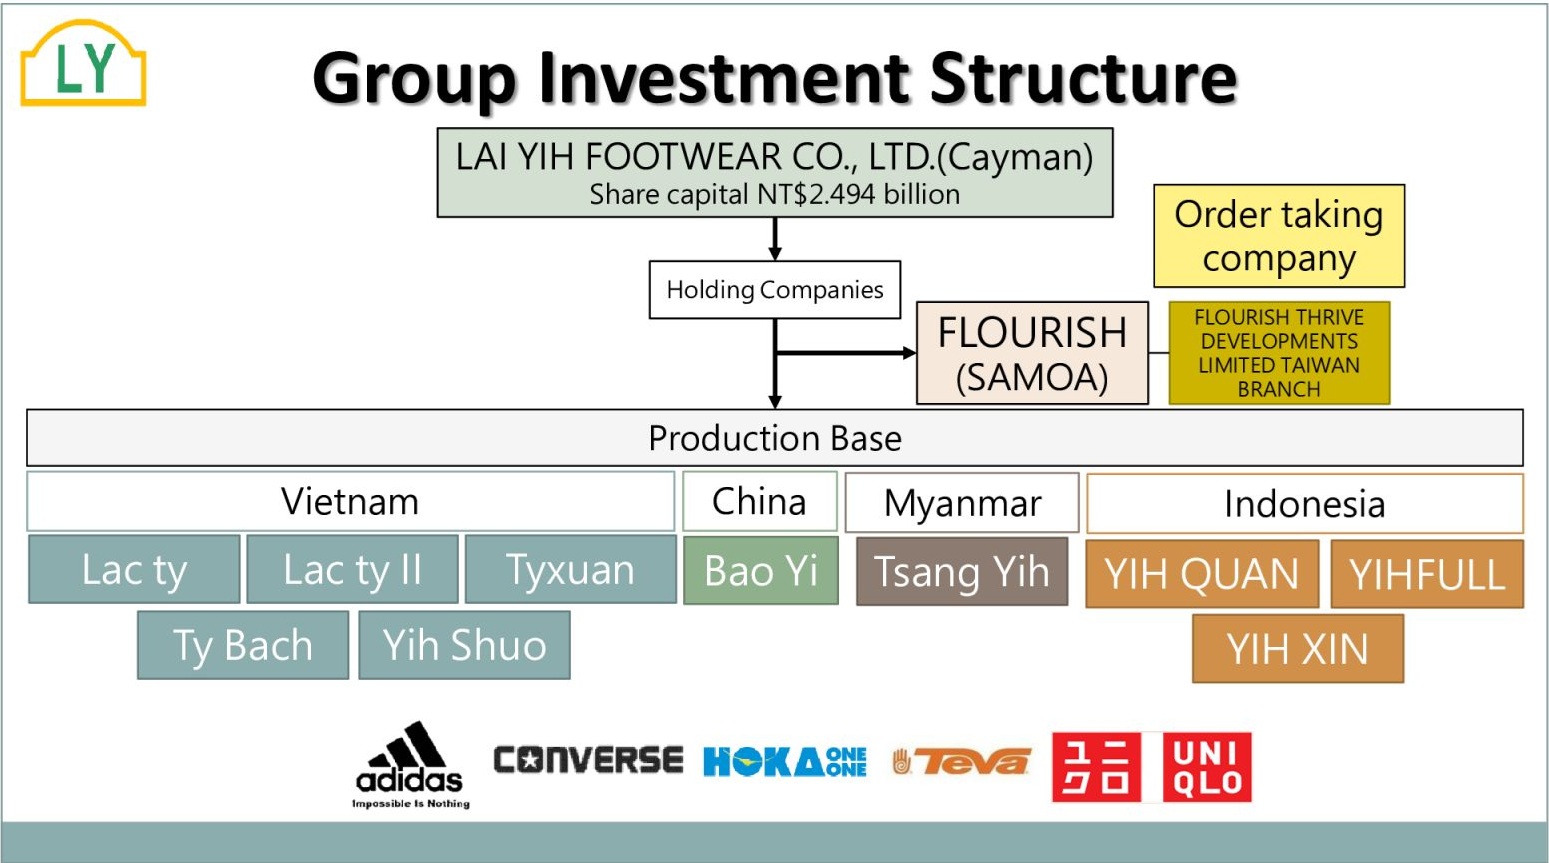 LY
Group Investment Structure
LAI YIH FOOTWEAR CO., LTD.(Cayman)
Share capital NT$2.494 billion
Order taking
company
Holding Companies
FLOURISH
(SAMOA)
FLOURISH THRIVE
DEVELOPMENTS
LIMITED TAIWAN
BRANCH
Production Base
Vietnam
China
Myanmar
Indonesia
Lac ty
Lac ty II
Tyxuan
Bao Yi
Tsang Yih
YIH QUAN
YIHFULL
Ty Bach
Yih Shuo
YIH XIN
adidas
Impossible Is Nothing
CONVERSE
HOKA ONE
ONE
Teva
ユニ
クロ
UNI
QLO